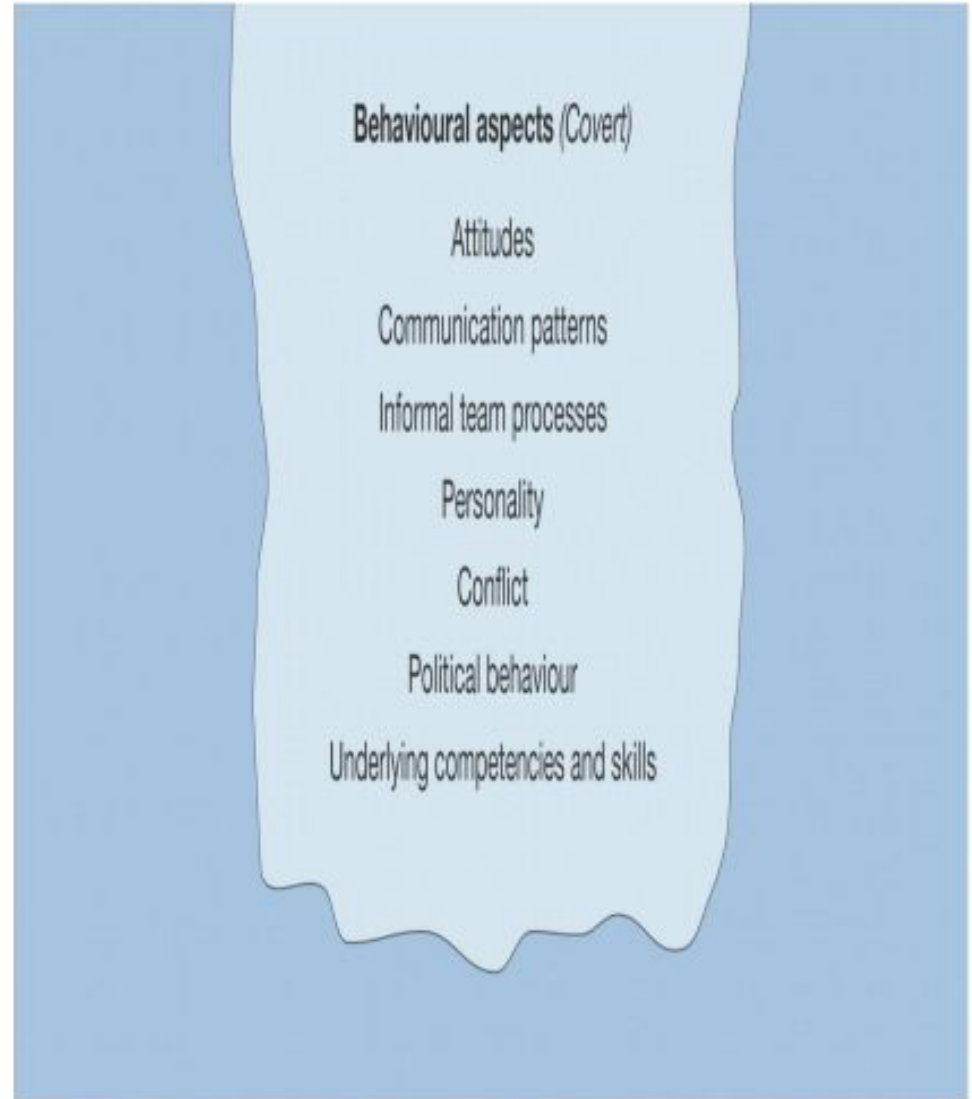 Behavioural aspects (Covert)
Attitudes
Communication patterns
Informal team processes
Personality
Conflict
Political behaviour
Underlying competencies and skills